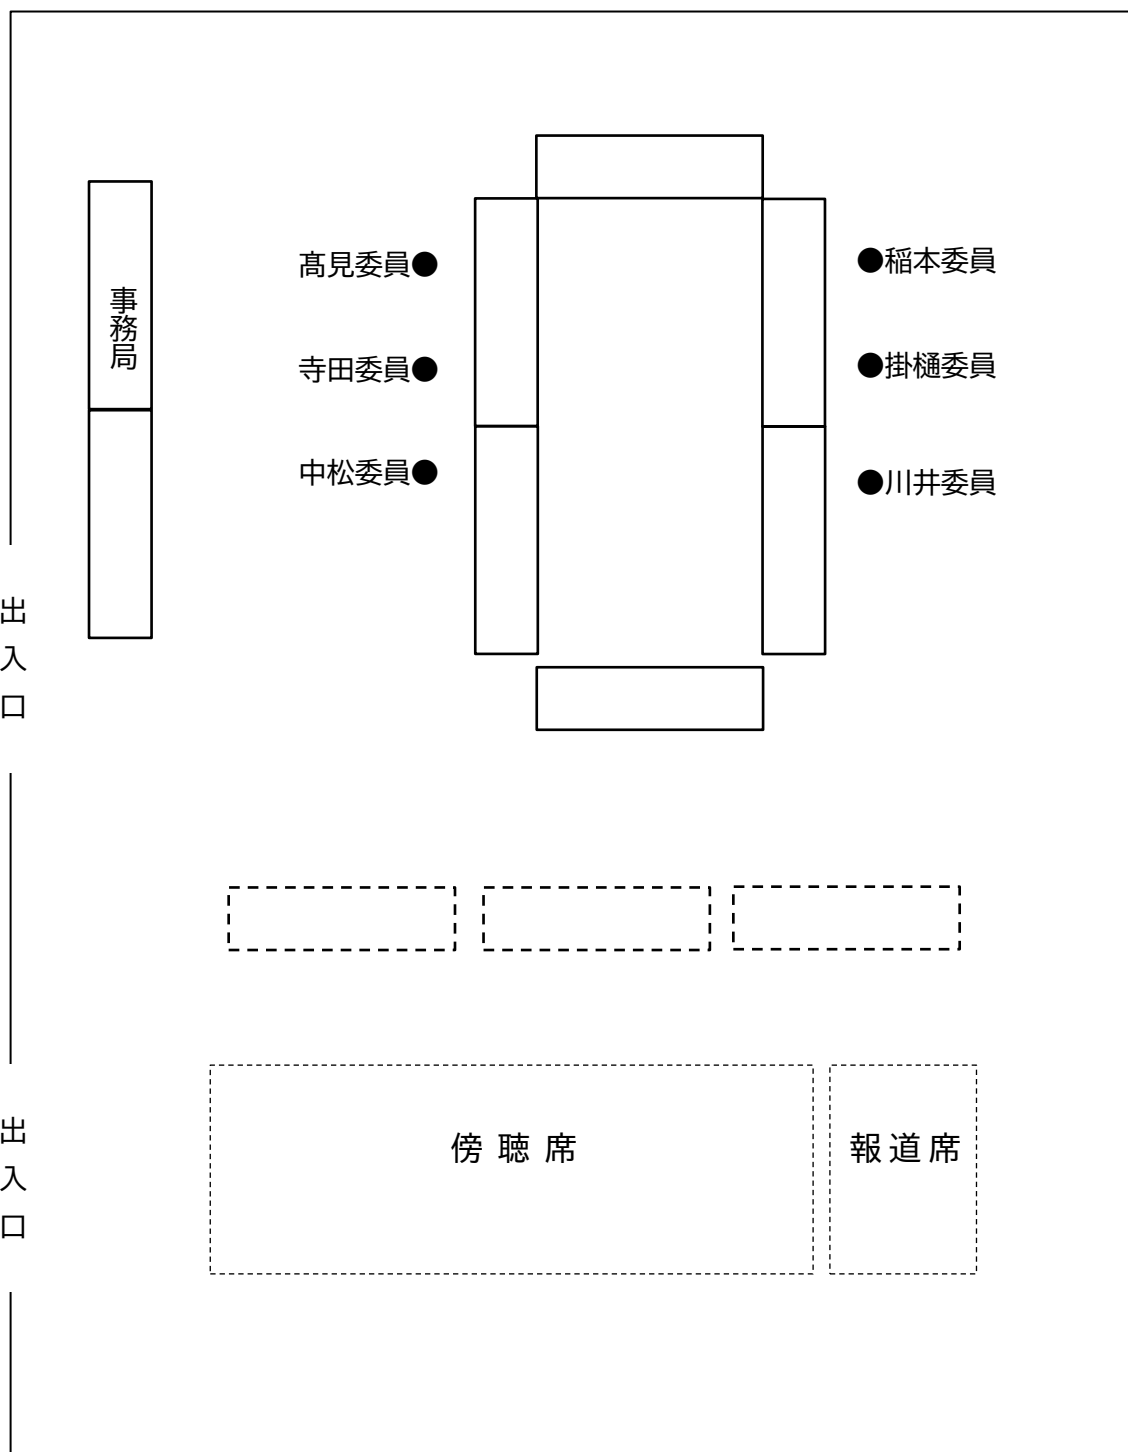 髙見委員●
●稲本委員
事務局
寺田委員●
●掛樋委員
中松委員●
●川井委員
出入口
傍聴席
報道席
出入口